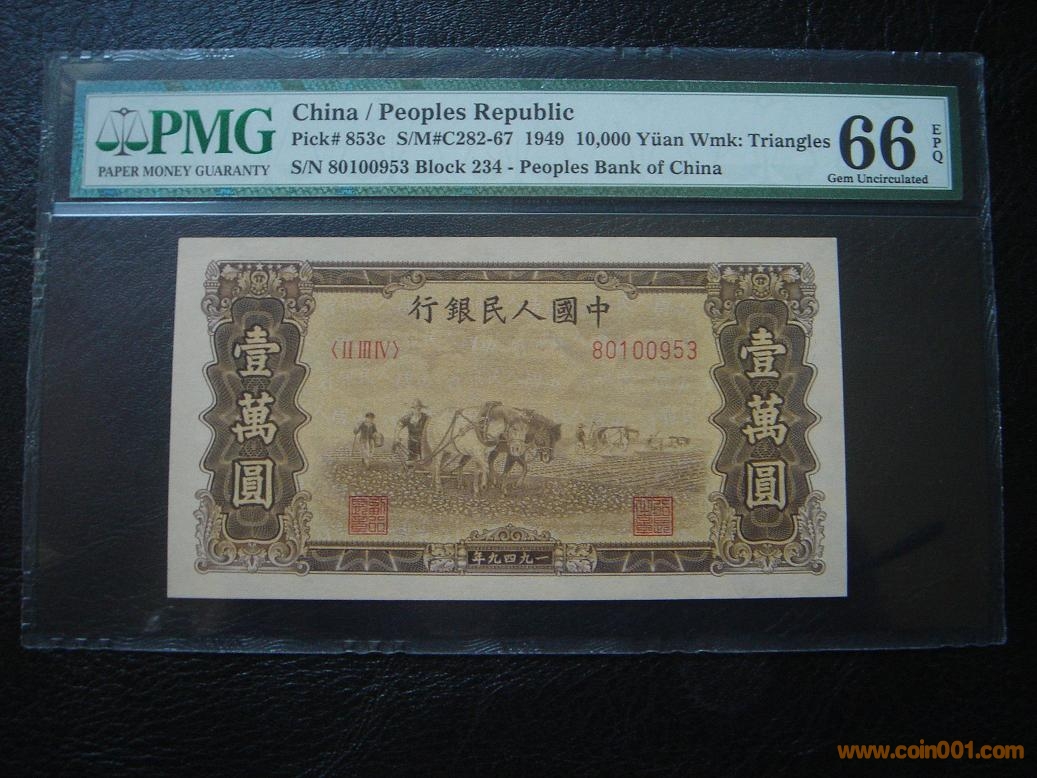 PMG
PAPER MONEY GUARANTY
China / Peoples Republic
Pick# 853c S/M#C282-67 1949 10,000 Yüan Wmk: Triangles
S/N 80100953 Block 234 - Peoples Bank of China
66
EPQ
Gem Uncirculated
行銀民人國中
〈II III IV〉
80100953
壹萬圓
壹萬圓
年九四九一
www.coin001.com